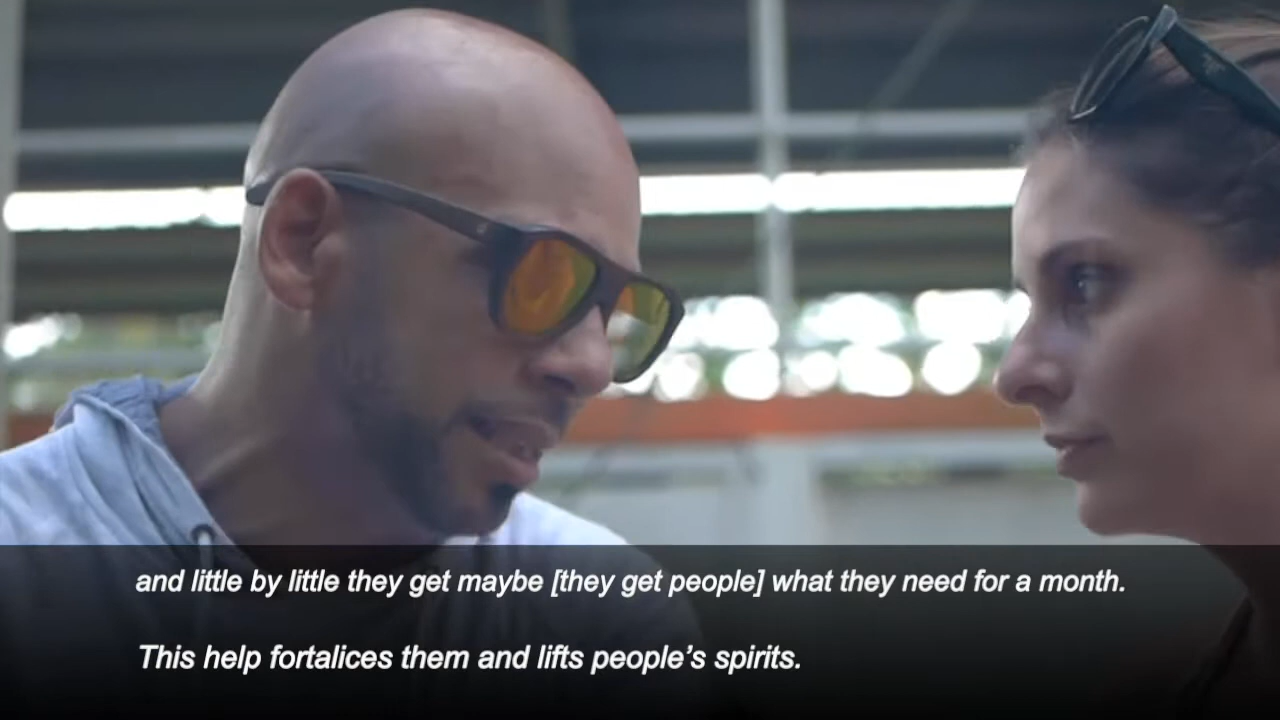 and little by little they get maybe [they get people] what they need for a month.
This help fortalices them and lifts people’s spirits.